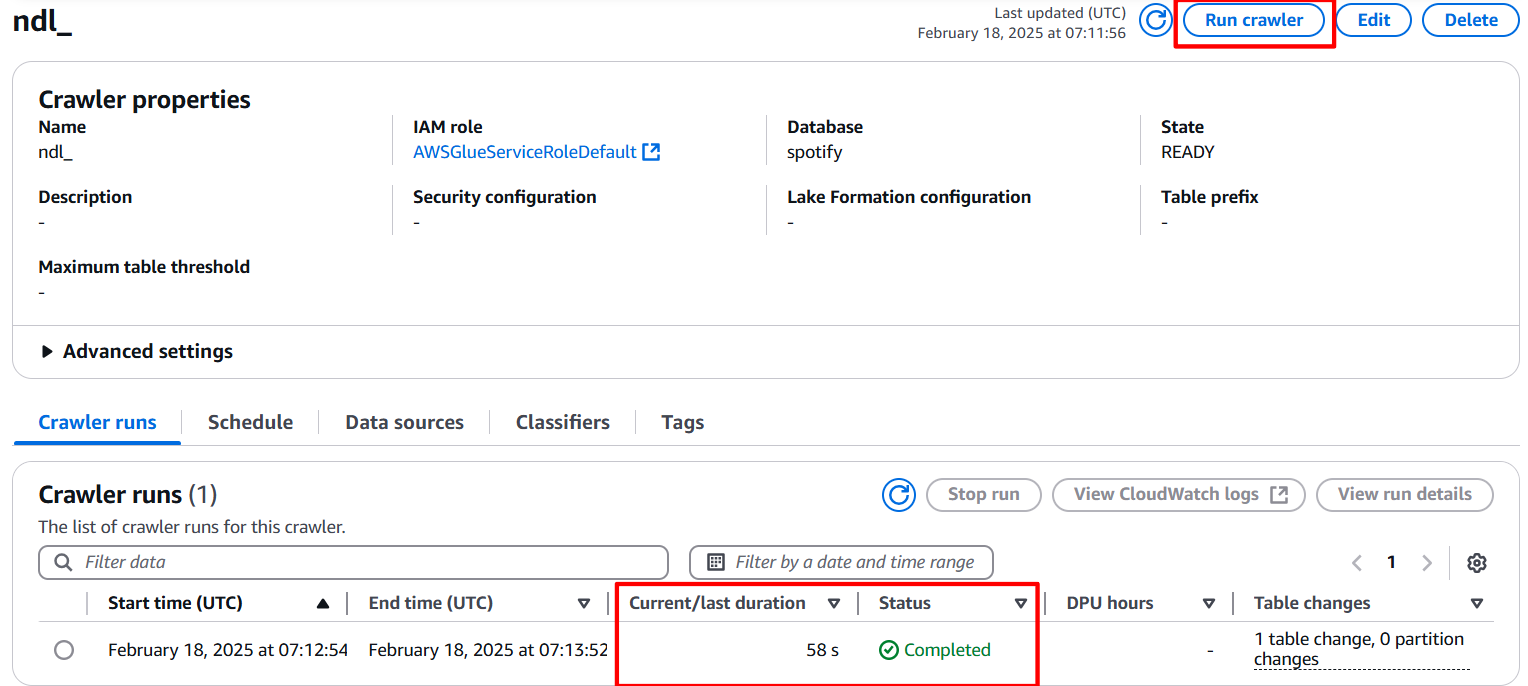 ndl_
Last updated (UTC)
February 18, 2025 at 07:11:56
Run crawler
Edit
Delete
Crawler properties
Name
ndl_
IAM role
AWSGlueServiceRoleDefault
Database
spotify
State
READY
Description
-
Security configuration
-
Lake Formation configuration
-
Table prefix
-
Maximum table threshold
-
Advanced settings
Crawler runs
Schedule
Data sources
Classifiers
Tags
Crawler runs (1)
Stop run
View CloudWatch logs
View run details
The list of crawler runs for this crawler.
Filter data
Filter by a date and time range
1
Start time (UTC)
End time (UTC)
Current/last duration
Status
DPU hours
Table changes
February 18, 2025 at 07:12:54
February 18, 2025 at 07:13:52
58 s
Completed
-
1 table change, 0 partition
changes